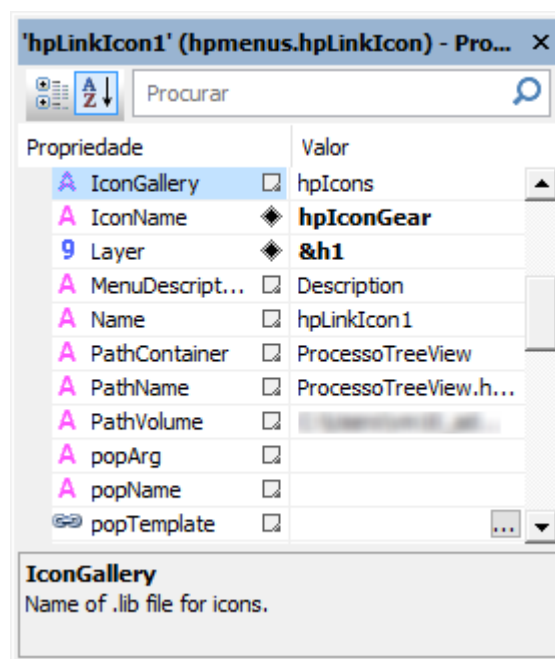 'hpLinkIcon1' (hpmenus.hpLinkIcon) - Pro...
Procurar
Propriedade Valor
IconGallery hpIcons
IconName hpIconGear
Layer &h1
MenuDescript... Description
Name hpLinkIcon1
PathContainer ProcessoTreeView
PathName ProcessoTreeView.h...
PathVolume
popArg
popName
popTemplate ...
IconGallery
Name of .lib file for icons.